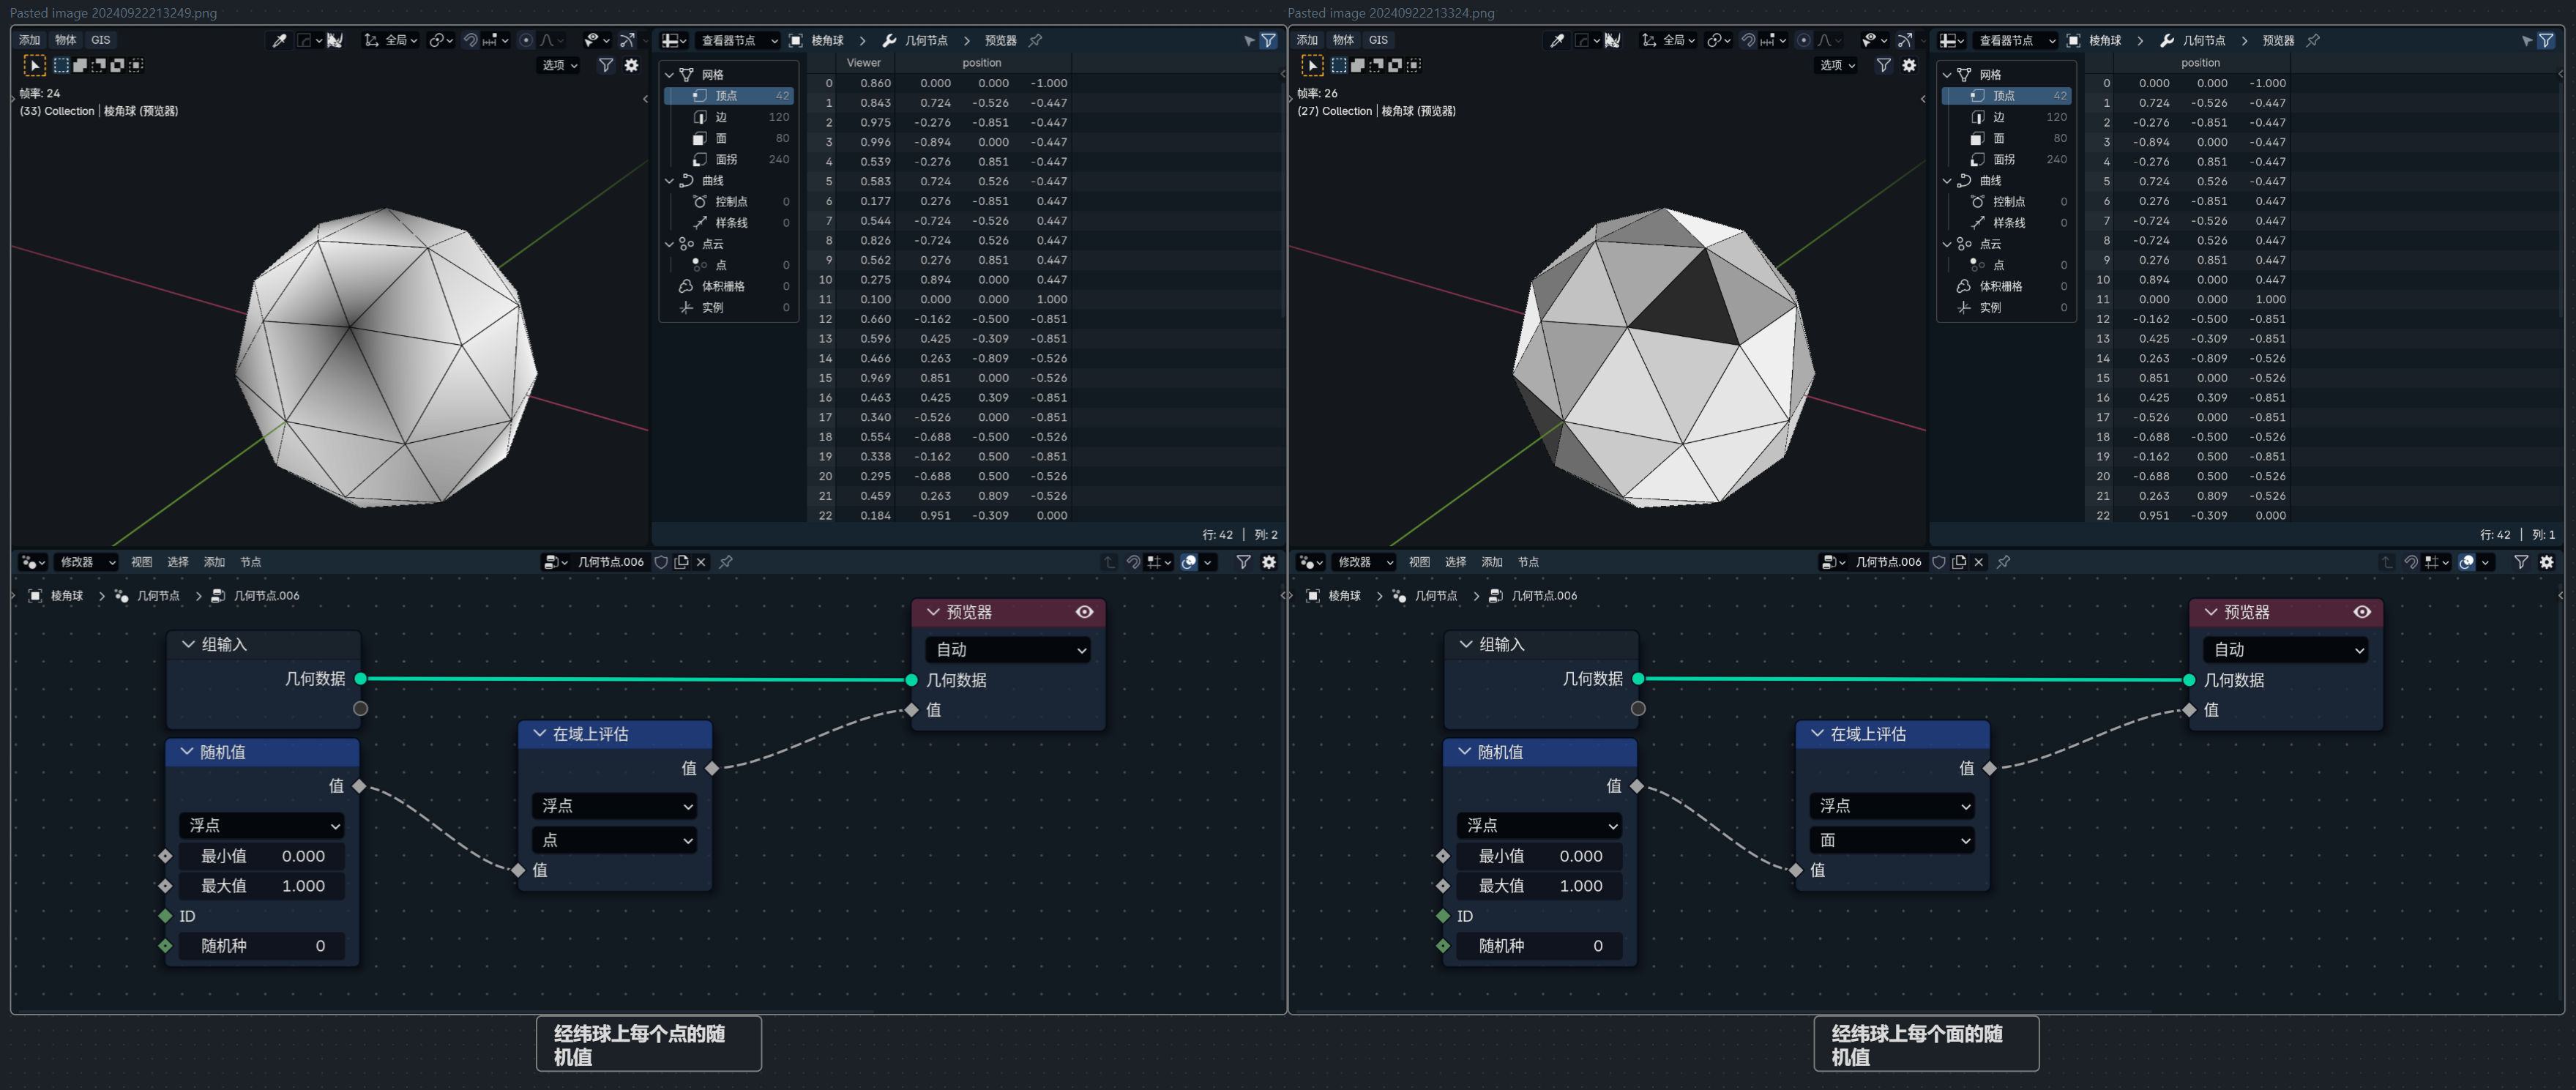 Pasted image 20240922213249.png
添加 物体 GIS 全局 查看器节点 棱角球 几何节点 预览器
选项
帧率: 24
(33) Collection | 棱角球 (预览器)
网格
顶点 42
边 120
面 80
面拐 240
曲线
控制点 0
样条线 0
点云
点 0
体积栅格 0
实例 0
Viewer position
0 0.860 0.000 0.000 -1.000
1 0.843 0.724 -0.526 -0.447
2 0.975 -0.276 -0.851 -0.447
3 0.996 -0.894 0.000 -0.447
4 0.539 -0.276 0.851 -0.447
5 0.583 0.724 0.526 -0.447
6 0.177 0.276 -0.851 0.447
7 0.544 -0.724 -0.526 0.447
8 0.826 -0.724 0.526 0.447
9 0.562 0.276 0.851 0.447
10 0.275 0.894 0.000 0.447
11 0.100 0.000 0.000 1.000
12 0.660 -0.162 -0.500 -0.851
13 0.596 0.425 -0.309 -0.851
14 0.466 0.263 -0.809 -0.526
15 0.969 0.851 0.000 -0.526
16 0.463 0.425 0.309 -0.851
17 0.340 -0.526 0.000 -0.851
18 0.554 -0.688 -0.500 -0.526
19 0.338 -0.162 0.500 -0.851
20 0.295 -0.688 0.500 -0.526
21 0.459 0.263 0.809 -0.526
22 0.184 0.951 -0.309 0.000
行: 42 | 列: 2
修改器 视图 选择 添加 节点 几何节点.006
棱角球 几何节点 几何节点.006
组输入
几何数据
随机值
值
浮点
最小值 0.000
最大值 1.000
ID
随机种 0
在域上评估
值
浮点
点
值
预览器
自动
几何数据
值
经纬球上每个点的随
机值
Pasted image 20240922213324.png
添加 物体 GIS 全局 查看器节点 棱角球 几何节点 预览器
选项
帧率: 26
(27) Collection | 棱角球 (预览器)
网格
顶点 42
边 120
面 80
面拐 240
曲线
控制点 0
样条线 0
点云
点 0
体积栅格 0
实例 0
position
0 0.000 0.000 -1.000
1 0.724 -0.526 -0.447
2 -0.276 -0.851 -0.447
3 -0.894 0.000 -0.447
4 -0.276 0.851 -0.447
5 0.724 0.526 -0.447
6 0.276 -0.851 0.447
7 -0.724 -0.526 0.447
8 -0.724 0.526 0.447
9 0.276 0.851 0.447
10 0.894 0.000 0.447
11 0.000 0.000 1.000
12 -0.162 -0.500 -0.851
13 0.425 -0.309 -0.851
14 0.263 -0.809 -0.526
15 0.851 0.000 -0.526
16 0.425 0.309 -0.851
17 -0.526 0.000 -0.851
18 -0.688 -0.500 -0.526
19 -0.162 0.500 -0.851
20 -0.688 0.500 -0.526
21 0.263 0.809 -0.526
22 0.951 -0.309 0.000
行: 42 | 列: 1
修改器 视图 选择 添加 节点 几何节点.006
棱角球 几何节点 几何节点.006
组输入
几何数据
随机值
值
浮点
最小值 0.000
最大值 1.000
ID
随机种 0
在域上评估
值
浮点
面
值
预览器
自动
几何数据
值
经纬球上每个面的随
机值